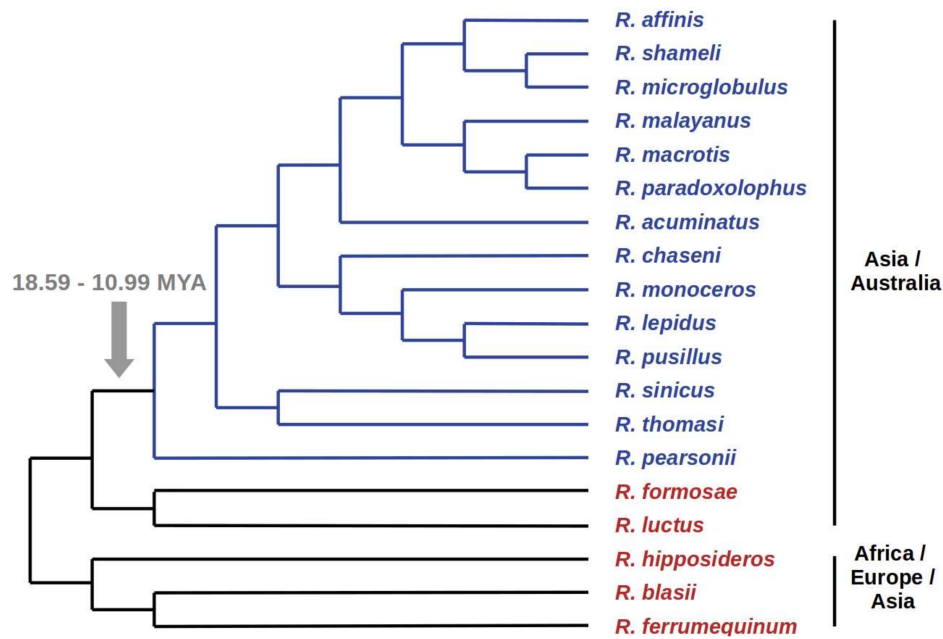 R. affinis
R. shameli
R. microglobulus
R. malayanus
R. macrotis
R. paradoxolophus
R. acuminatus
R. chaseni
Asia /
Australia
18.59 - 10.99 MYA
R. monoceros
R. lepidus
R. pusillus
R. sinicus
R. thomasi
R. pearsonii
R. formosae
R. luctus
R. hipposideros
R. blasii
R. ferrumequinum
Africa /
Europe /
Asia